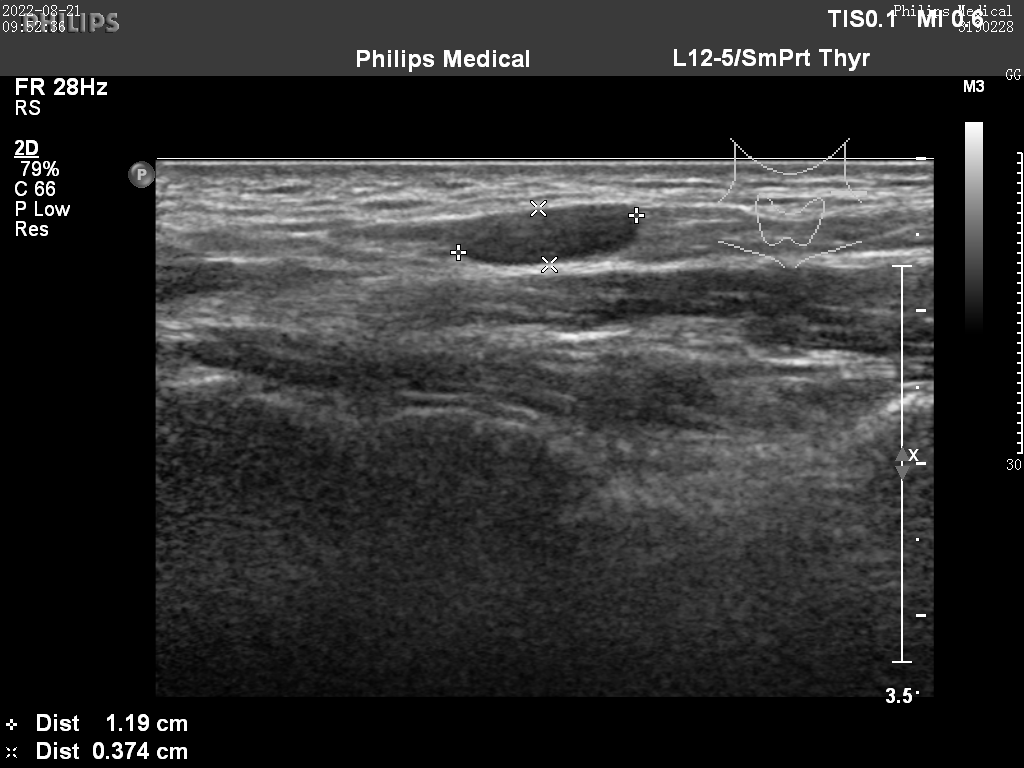 2022-08-21
09:52:36
PHILIPS
TIS0.1 MI 0.6
Philips Medical
Philips Medical
L12-5/SmPrt Thyr
GG
FR 28Hz
RS
M3
2D
79%
C 66
P Low
Res
P
X
30
3.5
Dist 1.19 cm
Dist 0.374 cm